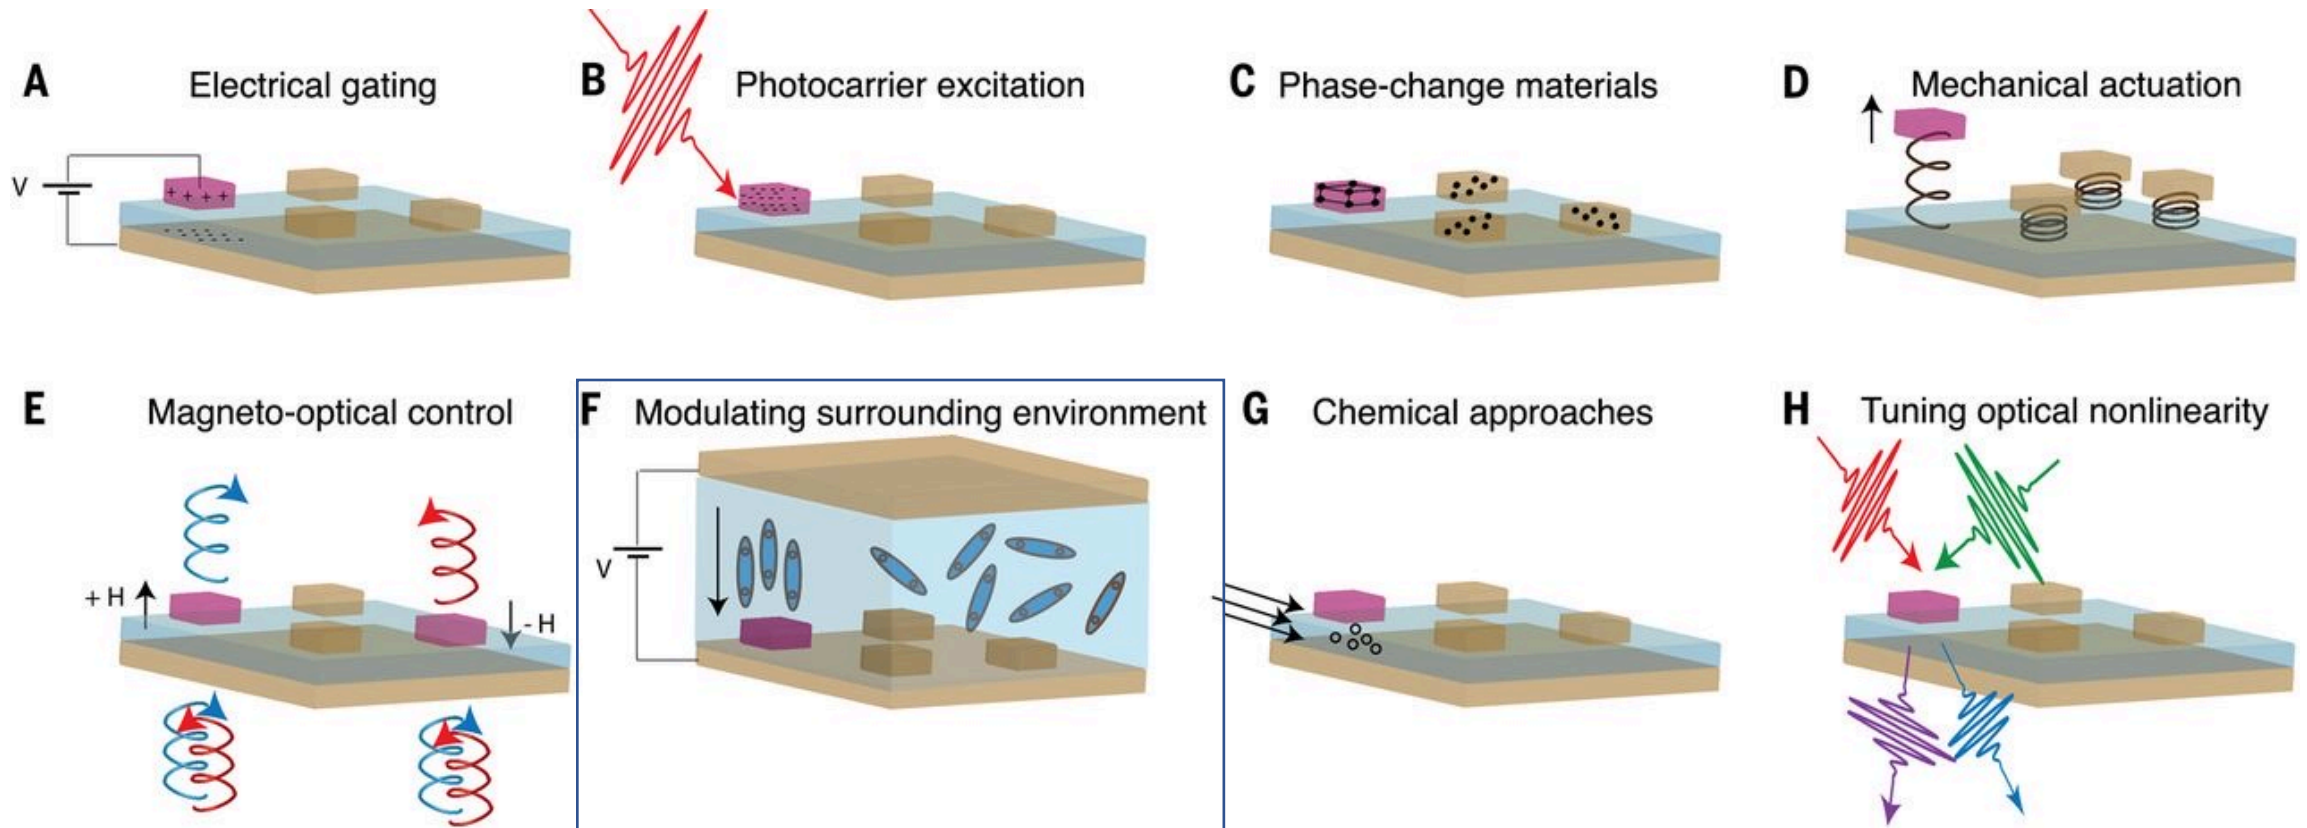 A Electrical gating
B Photocarrier excitation
C Phase-change materials
D Mechanical actuation
V
+ + + +
E Magneto-optical control
F Modulating surrounding environment
G Chemical approaches
H Tuning optical nonlinearity
+ H
- H
V